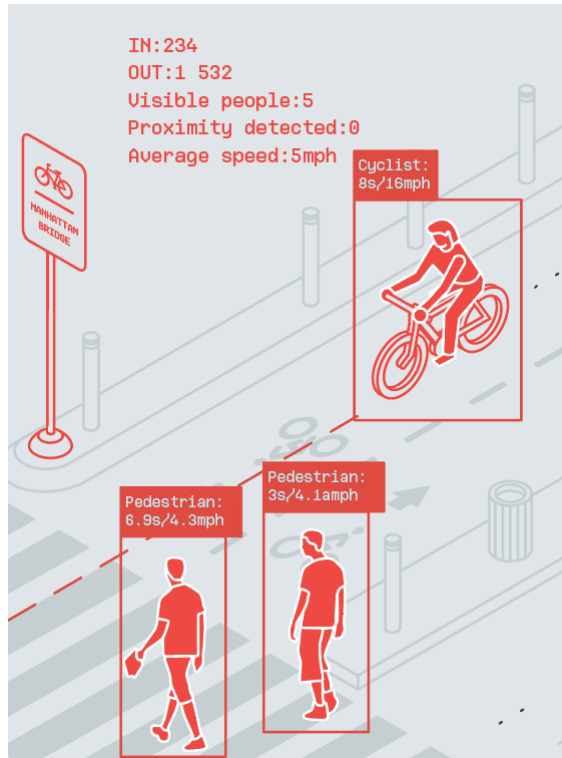 IN:234
OUT:1 532
Visible people:5
Proximity detected:0
Average speed:5mph
Cyclist:
8s/16mph
MANHATTAN
BRIDGE
Pedestrian:
3s/4.1amph
Pedestrian:
6.9s/4.3mph